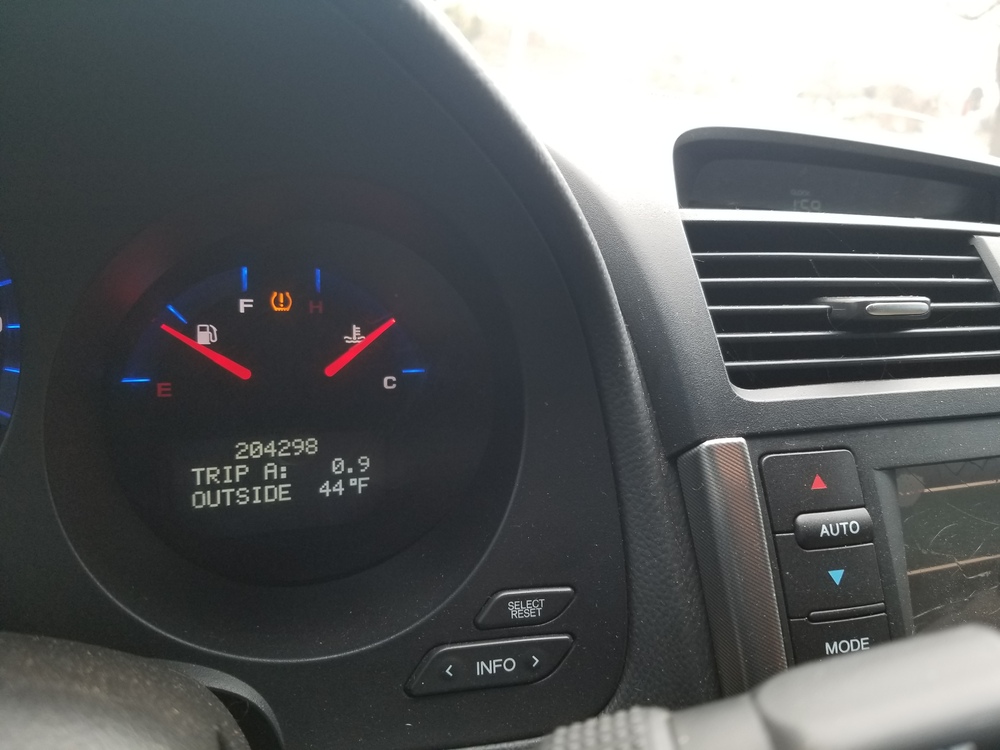 F H
E C
204298
TRIP A: 0.9
OUTSIDE 44°F
SELECT
RESET
< INFO >
AUTO
MODE